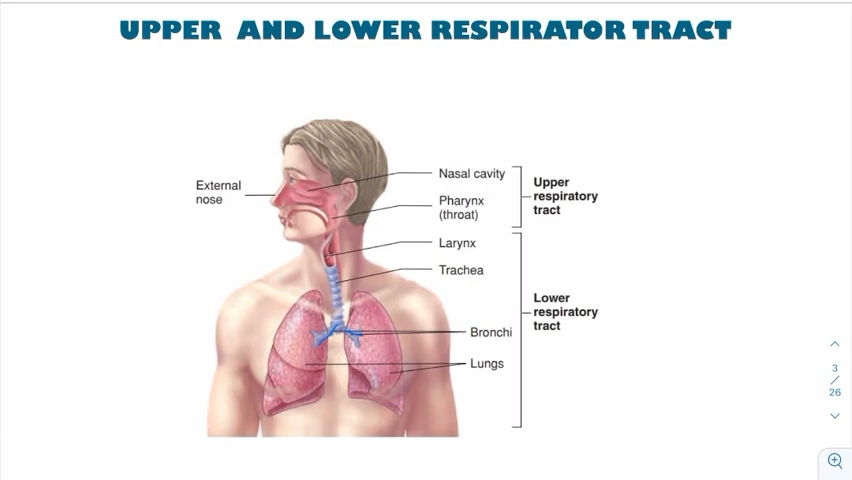 UPPER AND LOWER RESPIRATOR TRACT
External
nose
Nasal cavity
Pharynx
(throat)
Larynx
Trachea
Bronchi
Lungs
Upper
respiratory
tract
Lower
respiratory
tract
3
/
26